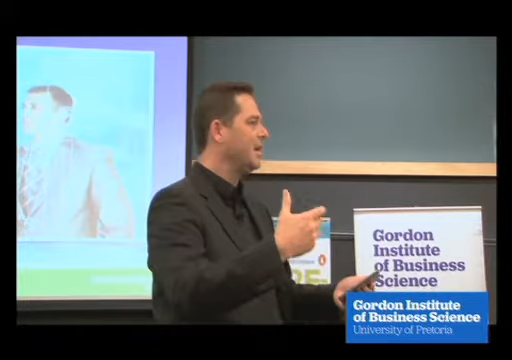 Gordon
Institute
of Business
Science
Gordon Institute
of Business Science
University of Pretoria